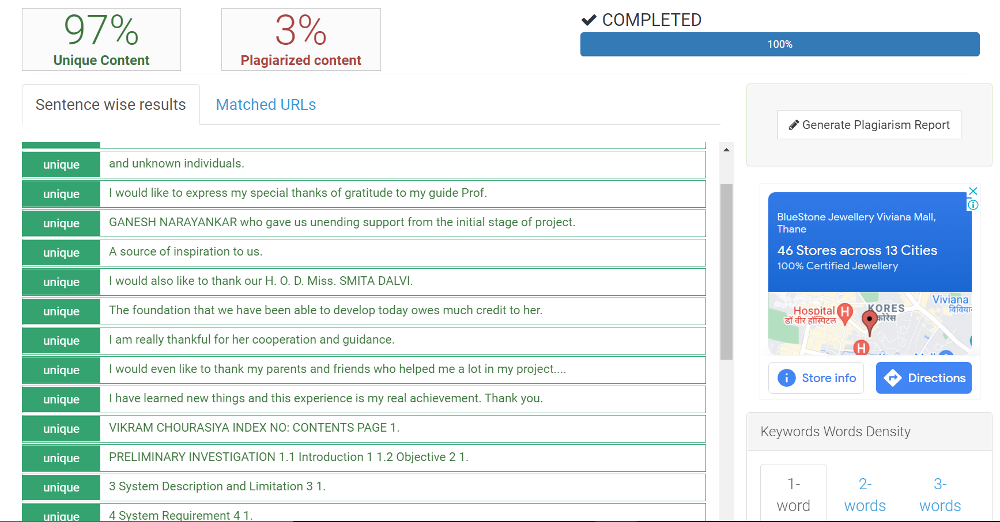 97%
Unique Content
3%
Plagiarized content
COMPLETED
100%
Sentence wise results
Matched URLs
unique and unknown individuals.
unique I would like to express my special thanks of gratitude to my guide Prof.
unique GANESH NARAYANKAR who gave us unending support from the initial stage of project.
unique A source of inspiration to us.
unique I would also like to thank our H. O. D. Miss. SMITA DALVI.
unique The foundation that we have been able to develop today owes much credit to her.
unique I am really thankful for her cooperation and guidance.
unique I would even like to thank my parents and friends who helped me a lot in my project....
unique I have learned new things and this experience is my real achievement. Thank you.
unique VIKRAM CHOURASIYA INDEX NO: CONTENTS PAGE 1.
unique PRELIMINARY INVESTIGATION 1.1 Introduction 1 1.2 Objective 2 1.
unique 3 System Description and Limitation 3 1.
unique 4 System Requirement 4 1.
Generate Plagiarism Report
BlueStone Jewellery Viviana Mall,
Thane
46 Stores across 13 Cities
100% Certified Jewellery
Viviana
KORES
कोरेस
Hospital
डॉ वीर हॉस्पिटल
H
H
Store info
Directions
Keywords Words Density
1-
word
2-
words
3-
words